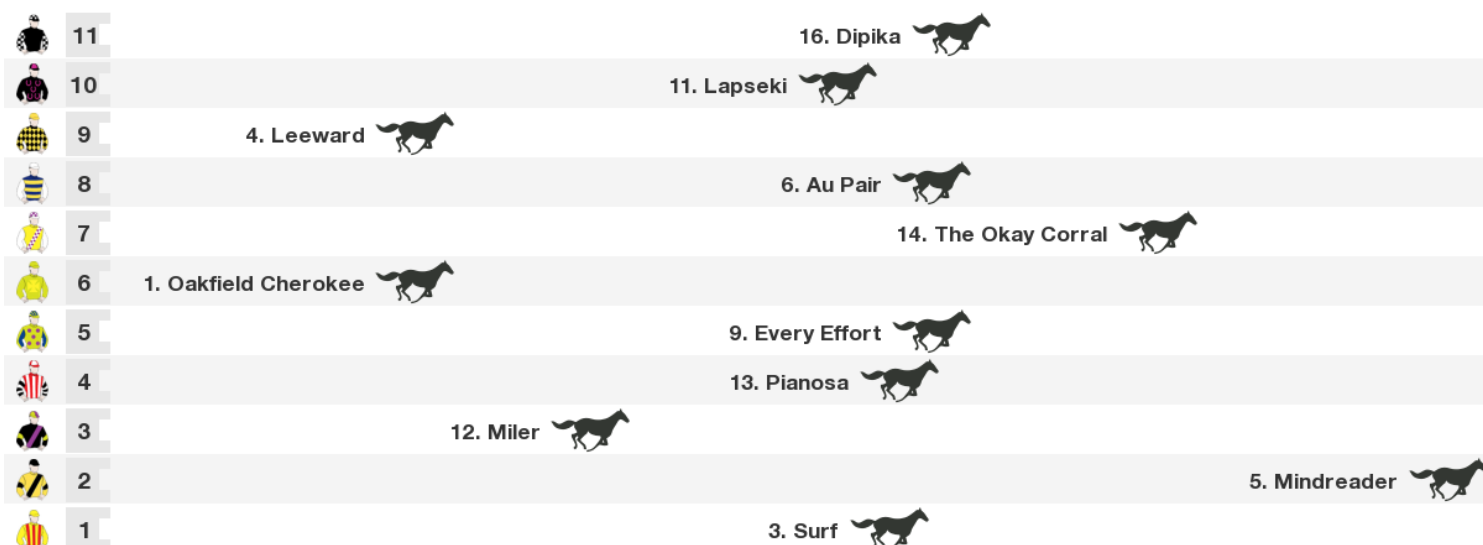 11 16. Dipika
10 11. Lapseki
9 4. Leeward
8 6. Au Pair
7 14. The Okay Corral
6 1. Oakfield Cherokee
5 9. Every Effort
4 13. Pianosa
3 12. Miler
2 5. Mindreader
1 3. Surf